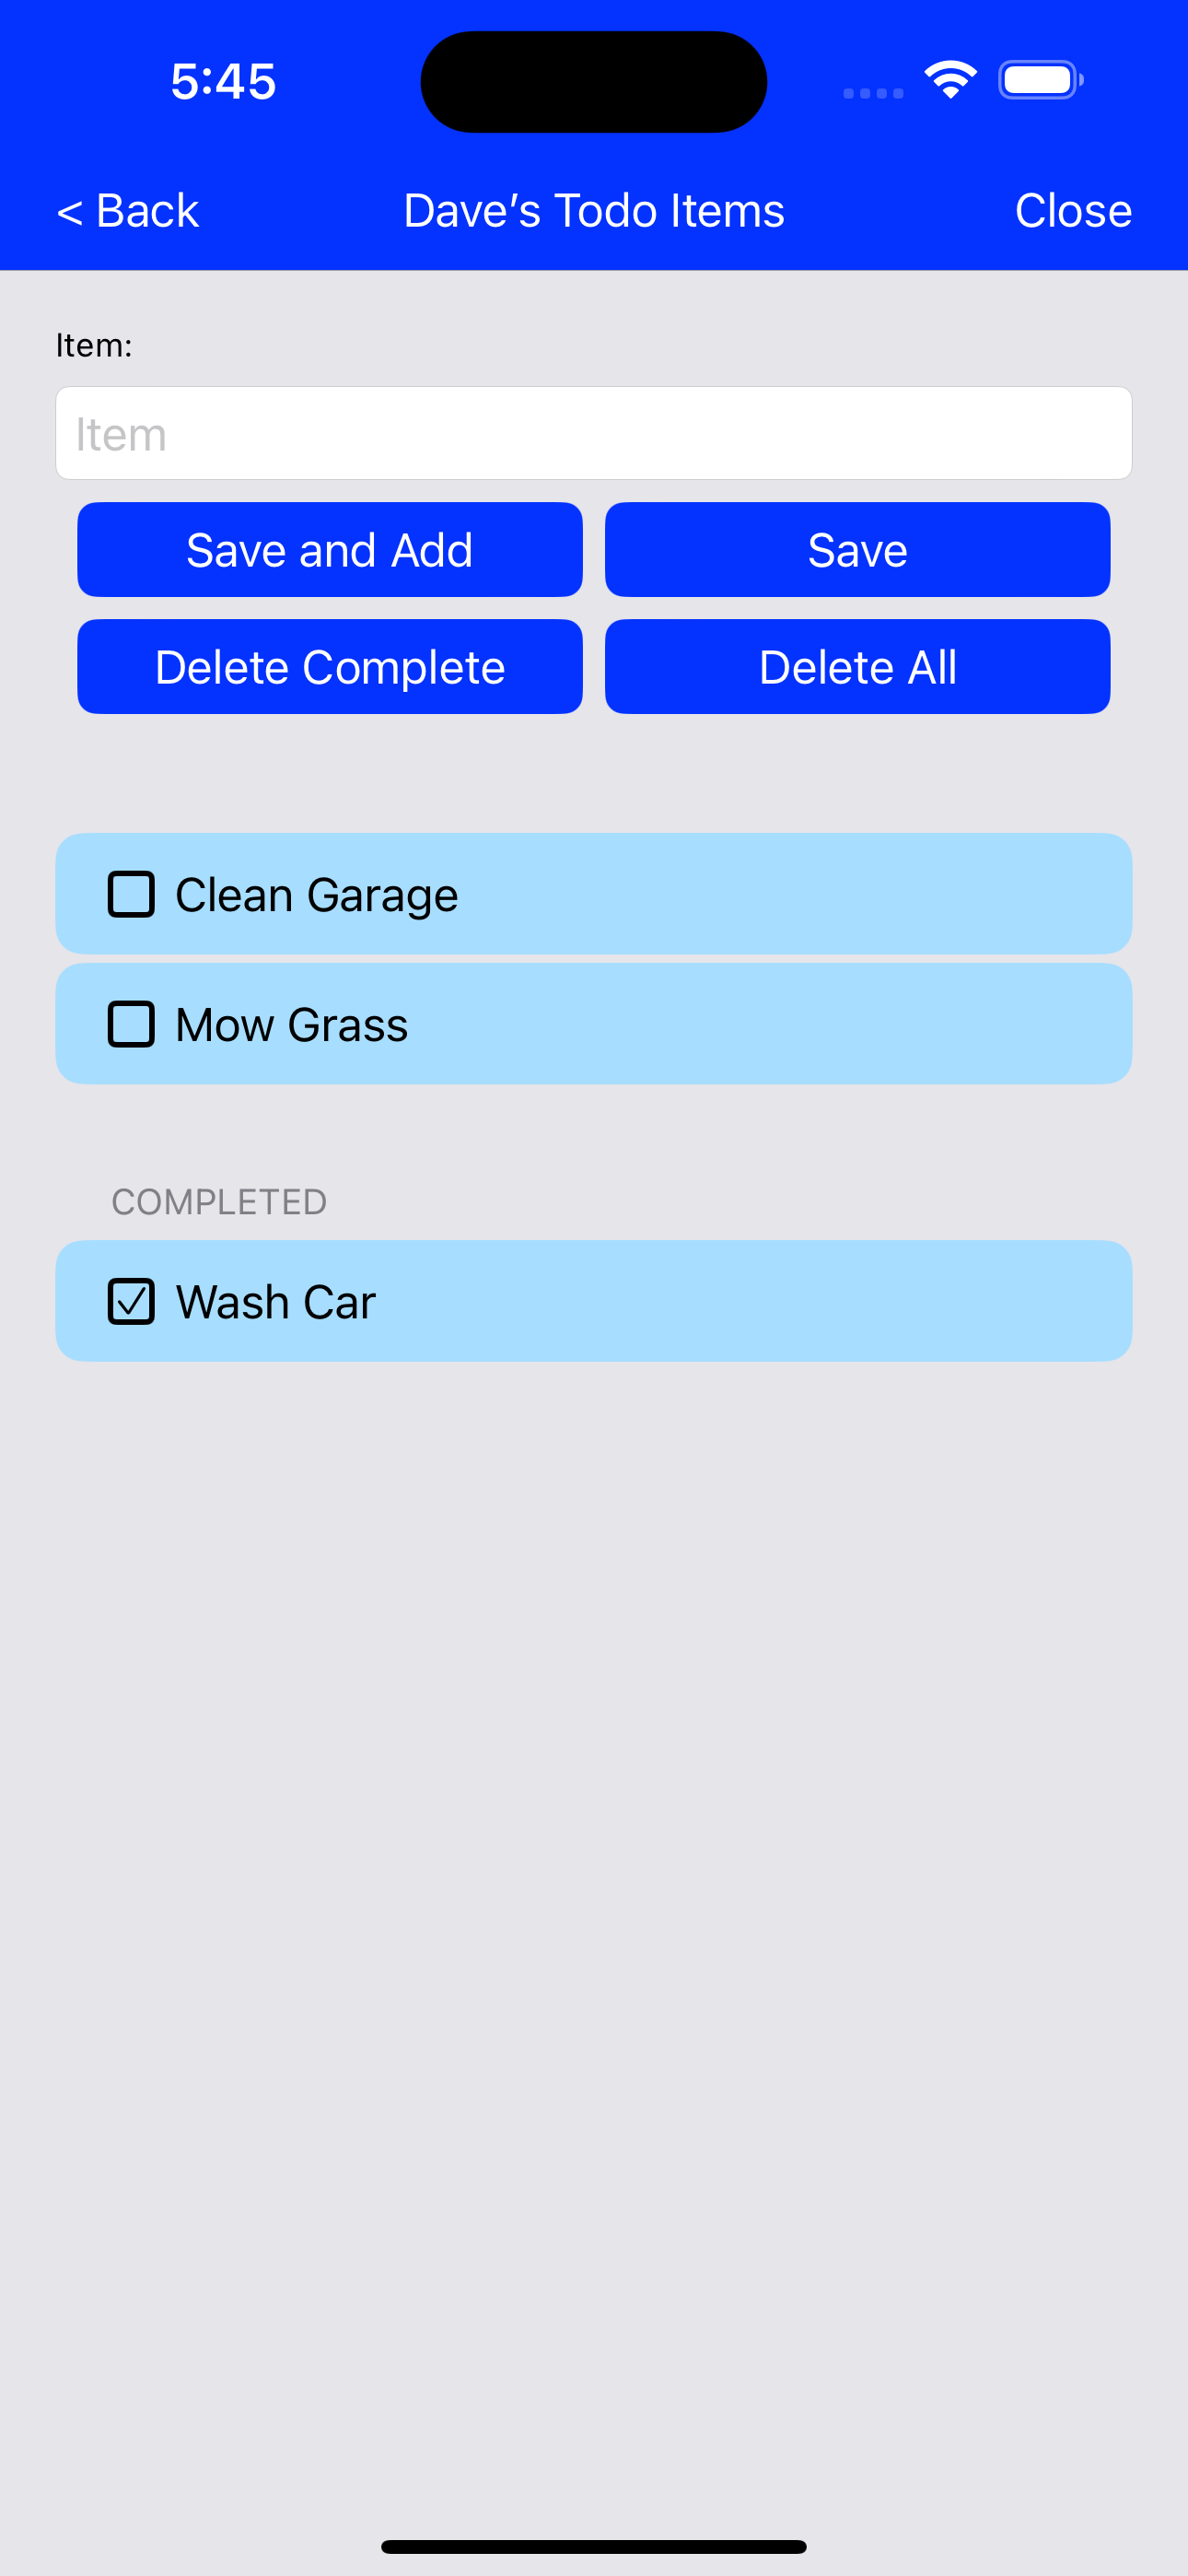 5:45
< Back Dave’s Todo Items Close
Item:
Item
Save and Add Save
Delete Complete Delete All
Clean Garage
Mow Grass
COMPLETED
Wash Car